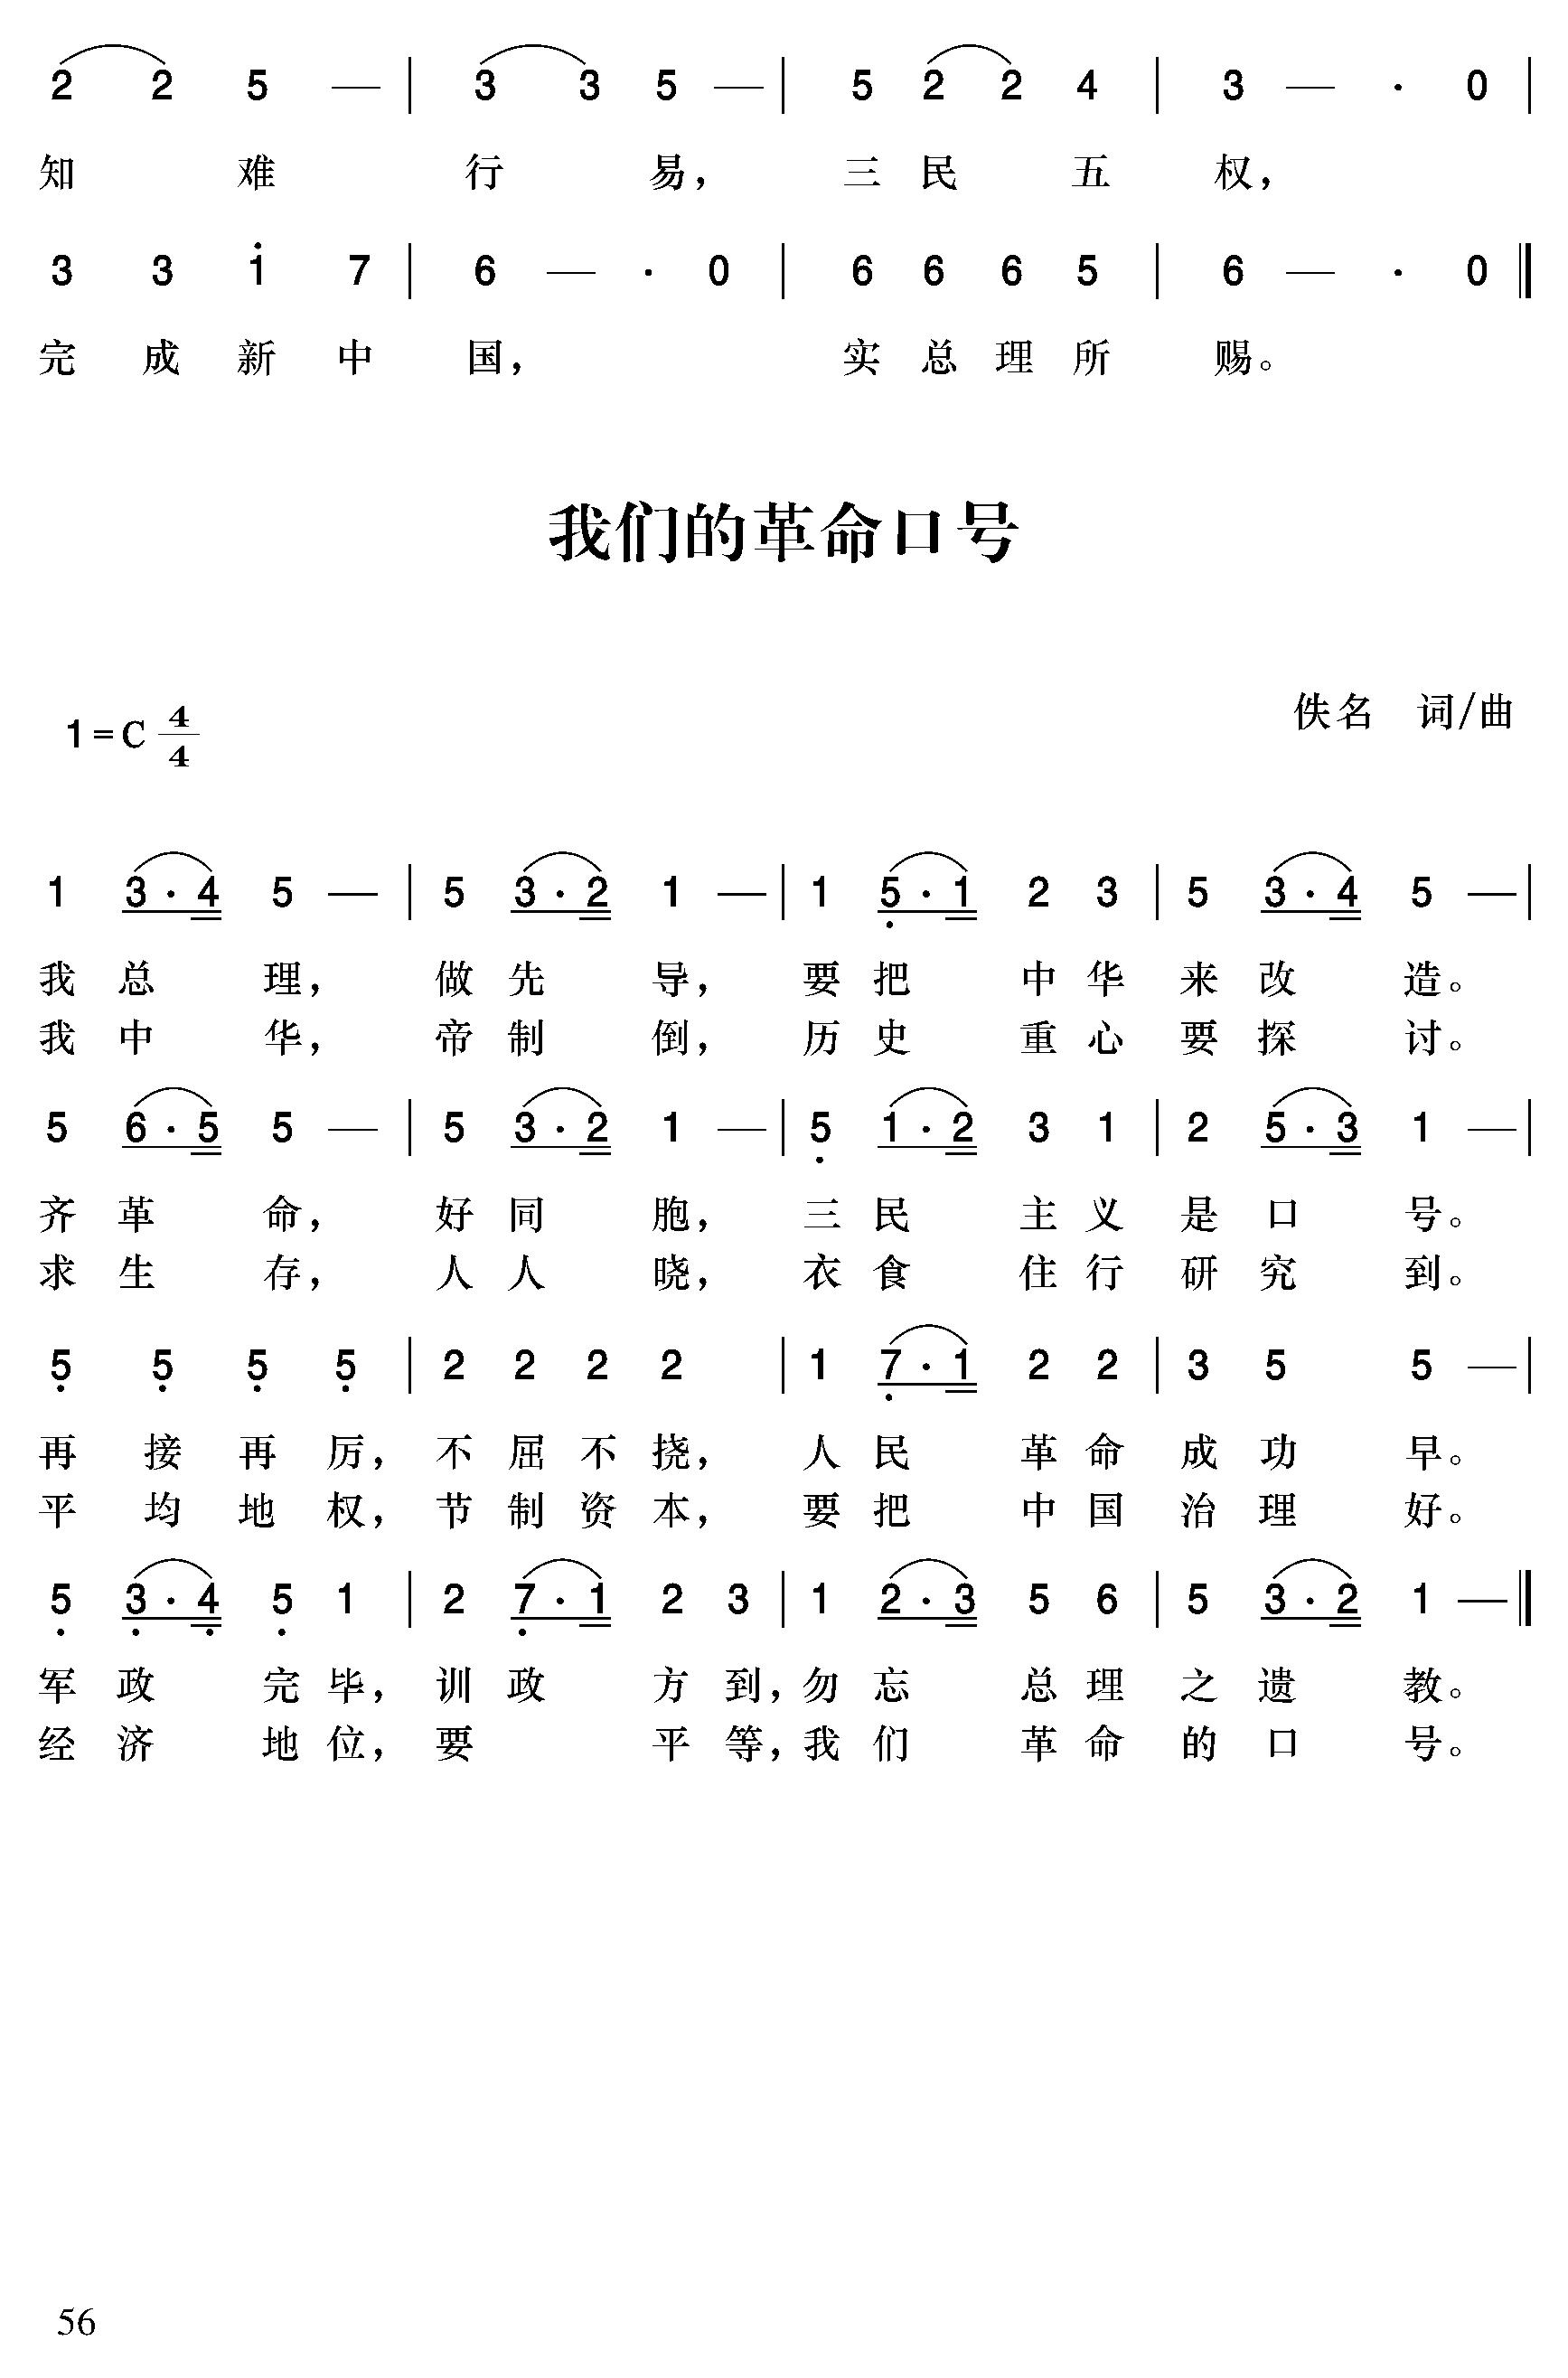 2 2 5 — | 3 3 5 — | 5 2 2 4 | 3 — · 0 |
知 难 行 易， 三 民 五 权，
3 3 1̇ 7 | 6 — · 0 | 6 6 6 5 | 6 — · 0 ‖
完 成 新 中 国， 实 总 理 所 赐。
我们的革命口号
1=C 4/4
佚名 词/曲
1 3·4 5 — | 5 3·2 1 — | 1 5̣·1 2 3 | 5 3·4 5 — |
我 总 理， 做 先 导， 要 把 中 华 来 改 造。
我 中 华， 帝 制 倒， 历 史 重 心 要 探 讨。
5 6·5 5 — | 5 3·2 1 — | 5̣ 1·2 3 1 | 2 5·3 1 — |
齐 革 命， 好 同 胞， 三 民 主 义 是 口 号。
求 生 存， 人 人 晓， 衣 食 住 行 研 究 到。
5̣ 5̣ 5̣ 5̣ | 2 2 2 2 | 1 7̣·1 2 2 | 3 5 5 — |
再 接 再 厉， 不 屈 不 挠， 人 民 革 命 成 功 早。
平 均 地 权， 节 制 资 本， 要 把 中 国 治 理 好。
5̣ 3̣·4̣ 5̣ 1 | 2 7̣·1 2 3 | 1 2·3 5 6 | 5 3·2 1 — ‖
军 政 完 毕， 训 政 方 到， 勿 忘 总 理 之 遗 教。
经 济 地 位， 要 平 等， 我 们 革 命 的 口 号。
56